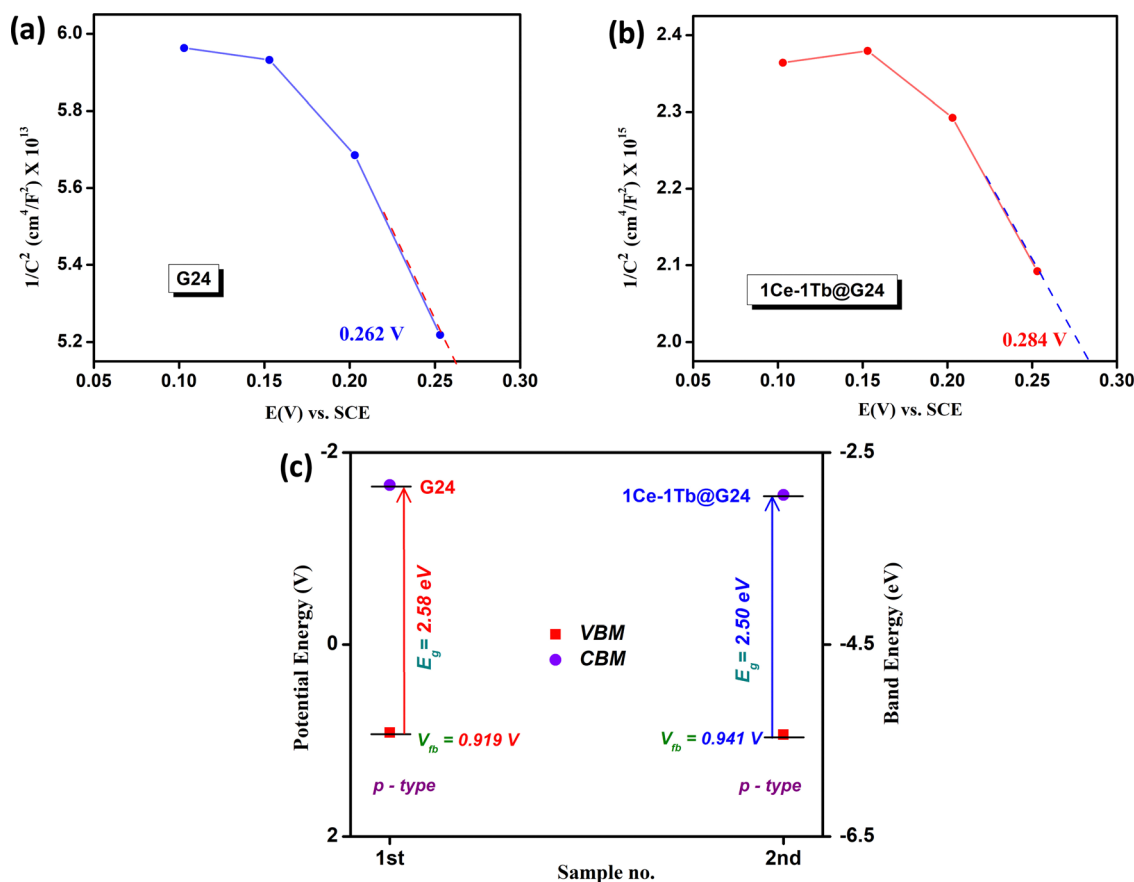 (a)
6.0
5.8
5.6
5.4
5.2
1/C² (cm⁴/F²) X 10¹³
G24
0.262 V
0.05 0.10 0.15 0.20 0.25 0.30
E(V) vs. SCE
(b)
2.4
2.3
2.2
2.1
2.0
1/C² (cm⁴/F²) X 10¹⁵
1Ce-1Tb@G24
0.284 V
0.05 0.10 0.15 0.20 0.25 0.30
E(V) vs. SCE
(c)
-2
0
2
Potential Energy (V)
G24
E_g = 2.58 eV
V_fb = 0.919 V
p - type
VBM
CBM
1Ce-1Tb@G24
E_g = 2.50 eV
V_fb = 0.941 V
p - type
-2.5
-4.5
-6.5
Band Energy (eV)
1st 2nd
Sample no.